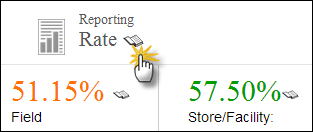 Reporting
Rate
51.15%
Field
57.50%
Store/Facility: